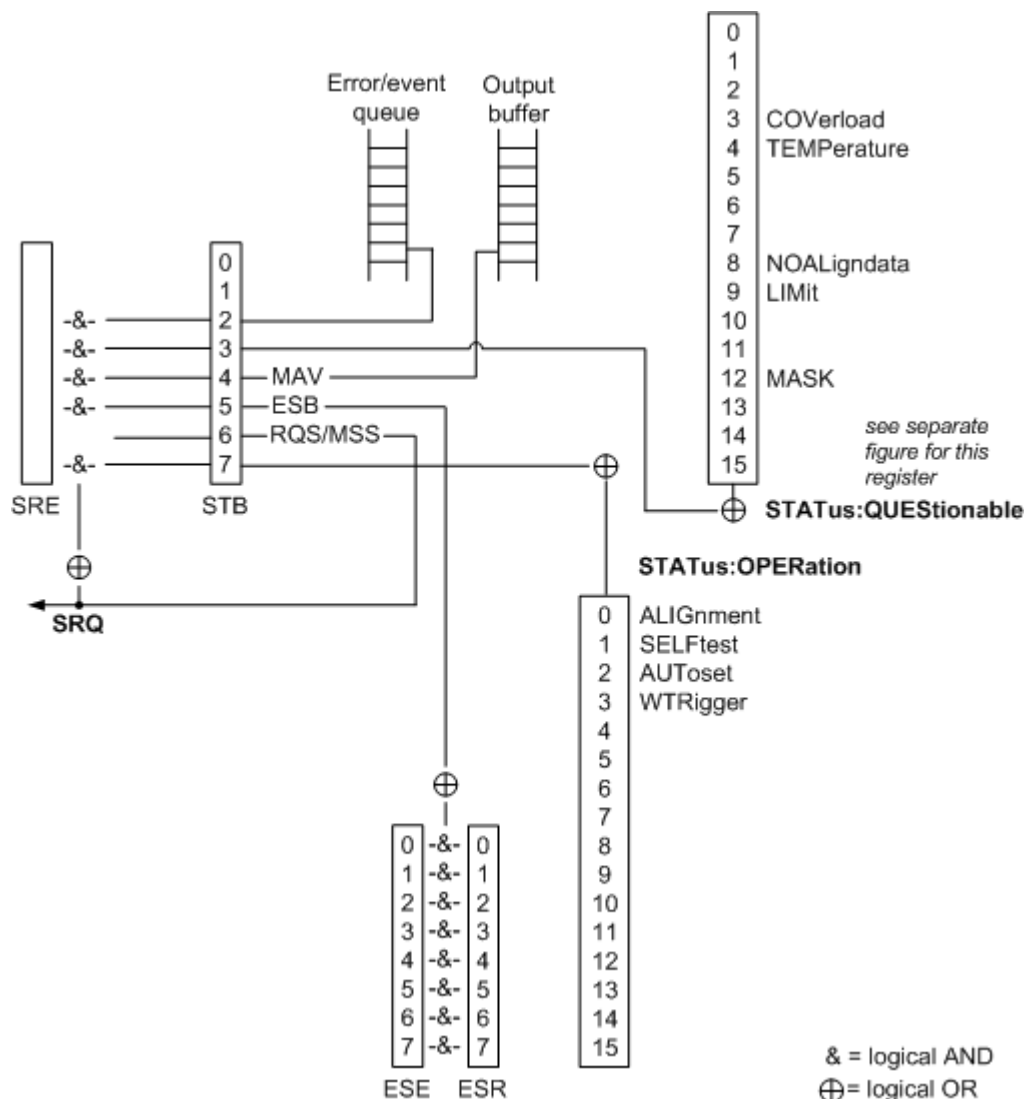 Error/event
queue
Output
buffer
0
1
2
3 COVerload
4 TEMPerature
5
6
7
8 NOALigndata
9 LIMit
10
11
12 MASK
13
14
15
see separate
figure for this
register
STATus:QUEStionable
SRE
-&-
-&-
-&-
-&-
-&-
0
1
2
3
4 MAV
5 ESB
6 RQS/MSS
7
STB
SRQ
STATus:OPERation
0 ALIGnment
1 SELFtest
2 AUToset
3 WTRigger
4
5
6
7
8
9
10
11
12
13
14
15
0 -&- 0
1 -&- 1
2 -&- 2
3 -&- 3
4 -&- 4
5 -&- 5
6 -&- 6
7 -&- 7
ESE ESR
& = logical AND
⊕ = logical OR